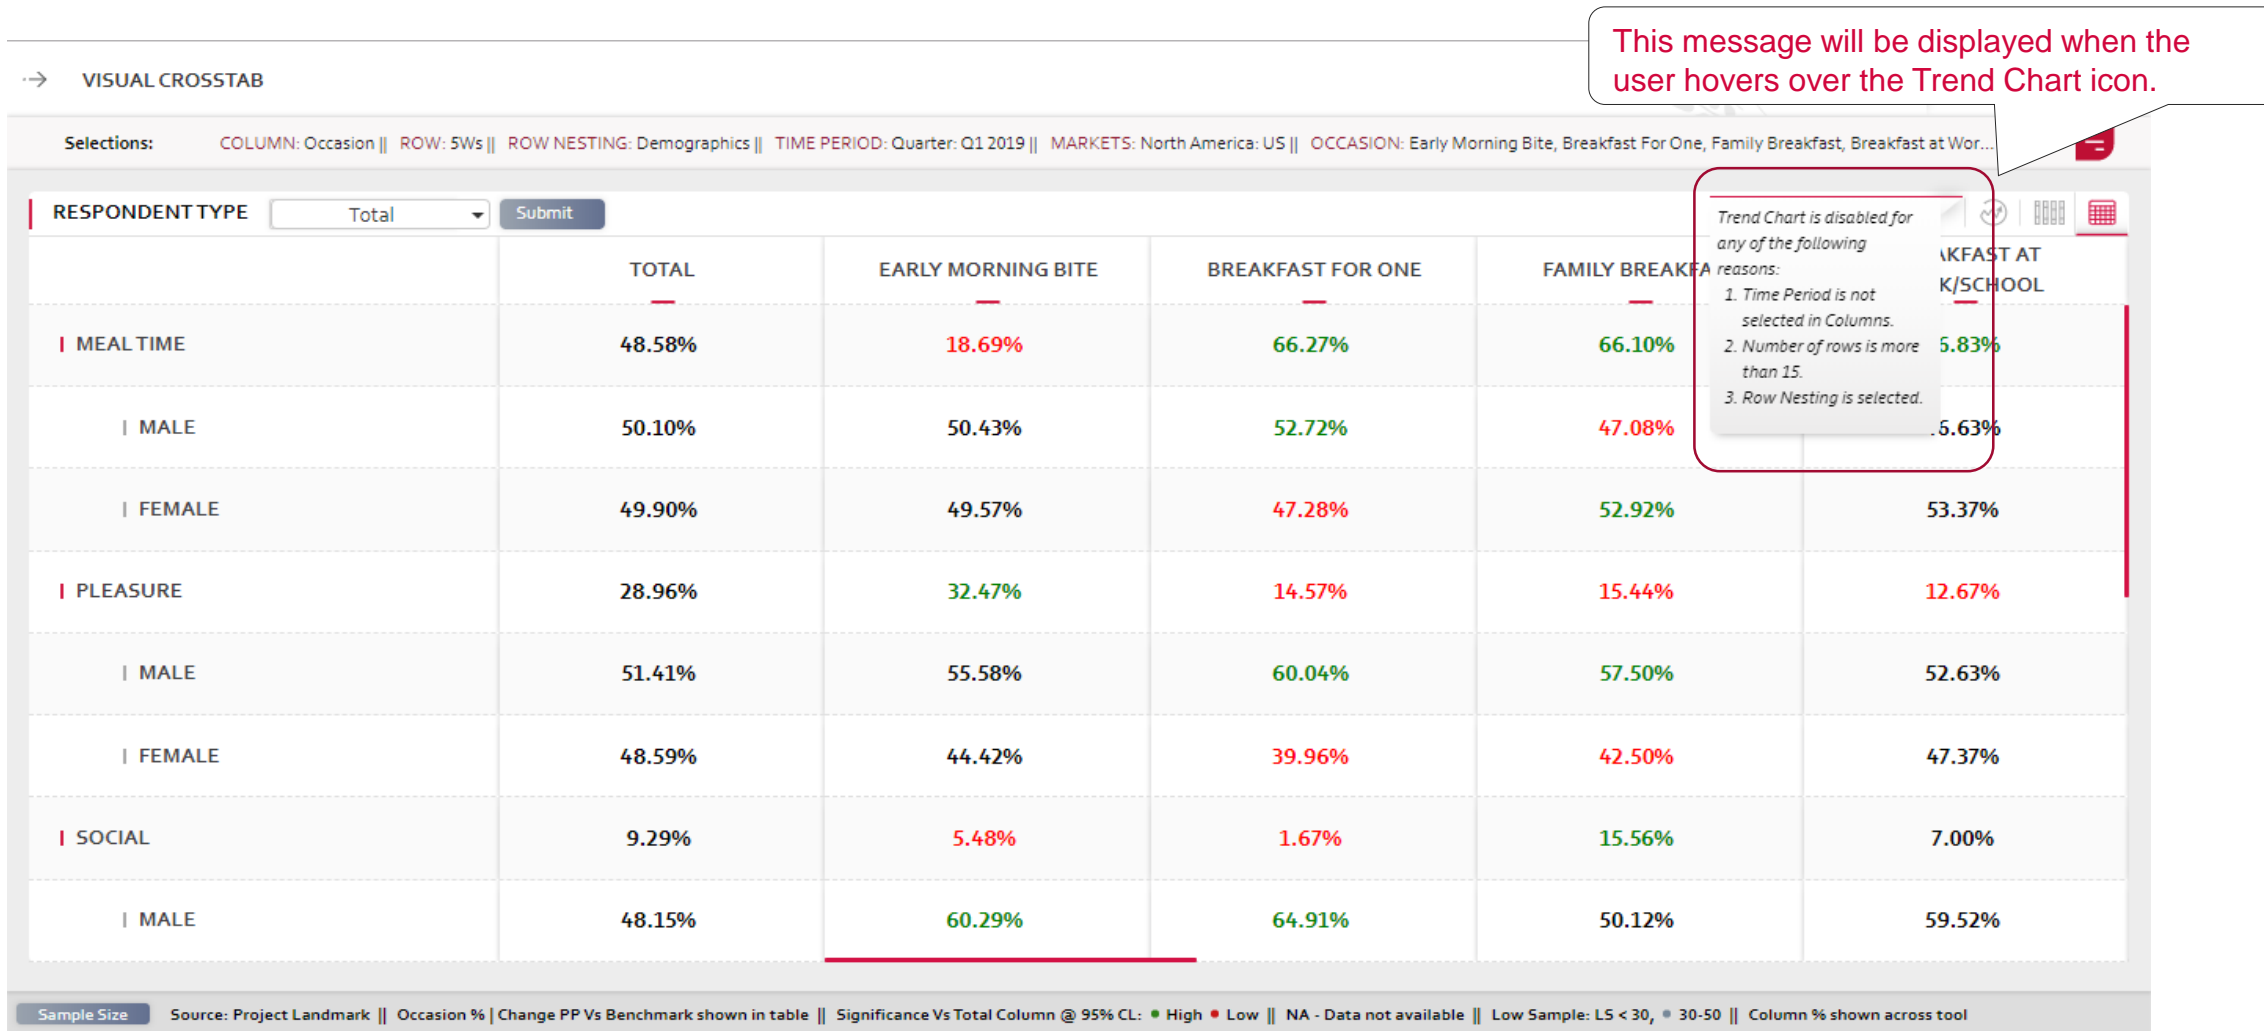 This message will be displayed when the
user hovers over the Trend Chart icon.
VISUAL CROSSTAB
Selections: COLUMN: Occasion || ROW: 5Ws || ROW NESTING: Demographics || TIME PERIOD: Quarter: Q1 2019 || MARKETS: North America: US || OCCASION: Early Morning Bite, Breakfast For One, Family Breakfast, Breakfast at Wor...
RESPONDENT TYPE Total Submit
Trend Chart is disabled for
any of the following
reasons:
1. Time Period is not
selected in Columns.
2. Number of rows is more
than 15.
3. Row Nesting is selected.
TOTAL EARLY MORNING BITE BREAKFAST FOR ONE FAMILY BREAKFA AKFAST AT
K/SCHOOL
MEAL TIME 48.58% 18.69% 66.27% 66.10% 6.83%
MALE 50.10% 50.43% 52.72% 47.08% 6.63%
FEMALE 49.90% 49.57% 47.28% 52.92% 53.37%
PLEASURE 28.96% 32.47% 14.57% 15.44% 12.67%
MALE 51.41% 55.58% 60.04% 57.50% 52.63%
FEMALE 48.59% 44.42% 39.96% 42.50% 47.37%
SOCIAL 9.29% 5.48% 1.67% 15.56% 7.00%
MALE 48.15% 60.29% 64.91% 50.12% 59.52%
Sample Size Source: Project Landmark || Occasion % | Change PP Vs Benchmark shown in table || Significance Vs Total Column @ 95% CL: ● High ● Low || NA - Data not available || Low Sample: LS < 30, ● 30-50 || Column % shown across tool